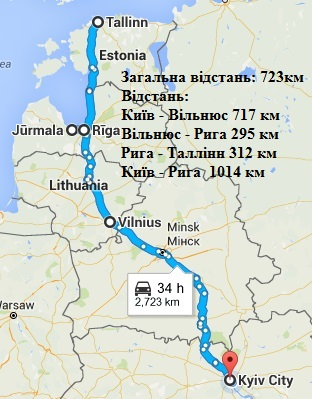 Tallinn
Estonia
Загальна відстань: 723км
Відстань:
Київ - Вільнюс 717 км
Вільнюс - Рига 295 км
Рига - Таллінн 312 км
Київ - Рига 1014 км
Jūrmala
Rīga
Lithuania
Vilnius
Minsk
Мінск
34 h
2,723 km
Warsaw
Kyiv City